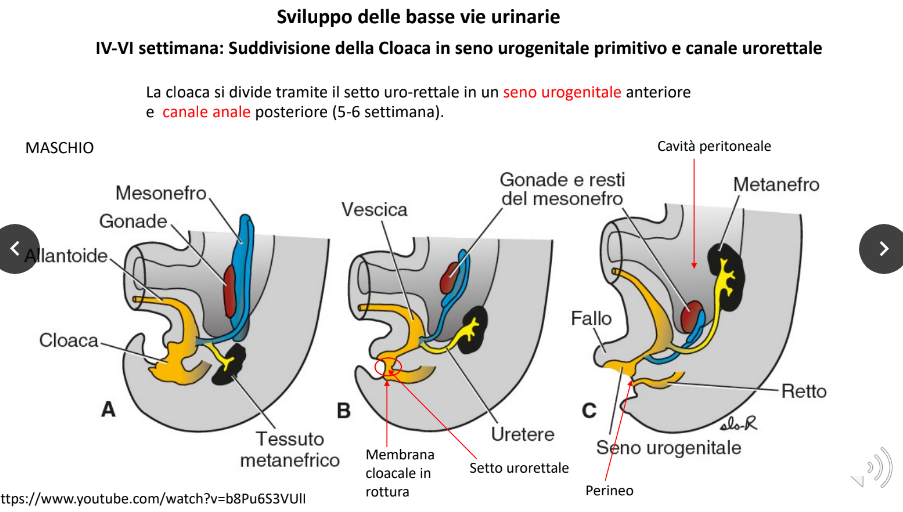 Sviluppo delle basse vie urinarie
IV-VI settimana: Suddivisione della Cloaca in seno urogenitale primitivo e canale urorettale
La cloaca si divide tramite il setto uro-rettale in un seno urogenitale anteriore
e canale anale posteriore (5-6 settimana).
MASCHIO
Mesonefro
Gonade
Allantoide
Cloaca
A
Tessuto
metanefrico
Vescica
Gonade e resti
del mesonefro
B
Uretere
Membrana
cloacale in
rottura
Setto urorettale
Cavità peritoneale
Metanefro
Fallo
C
Retto
Seno urogenitale
Perineo
slo-R
ttps://www.youtube.com/watch?v=b8Pu6S3VUlI